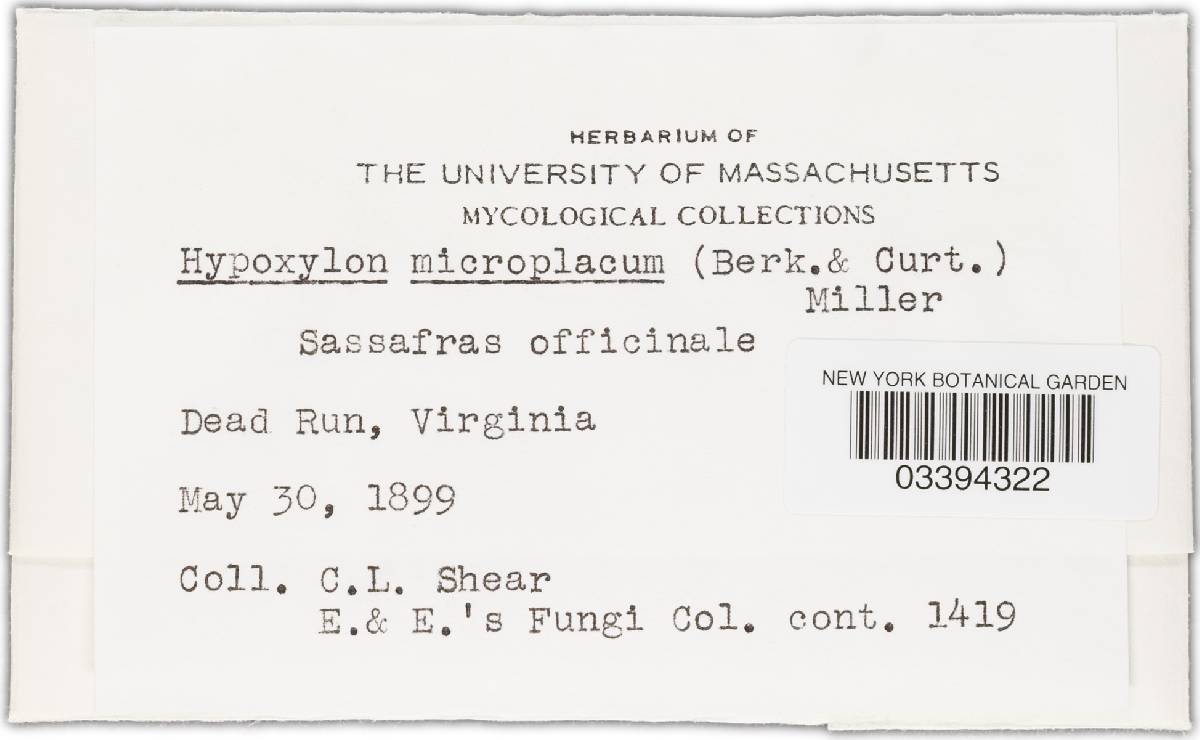 HERBARIUM OF
THE UNIVERSITY OF MASSACHUSETTS
MYCOLOGICAL COLLECTIONS
Hypoxylon microplacum (Berk.& Curt.)
Miller
Sassafras officinale
NEW YORK BOTANICAL GARDEN
03394322
Dead Run, Virginia
May 30, 1899
Coll. C.L. Shear
E.& E.'s Fungi Col. cont. 1419